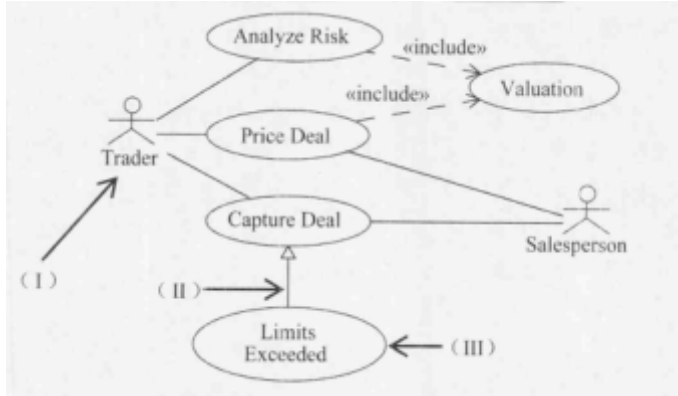 Analyze Risk
«include»
Valuation
«include»
Price Deal
Trader
Capture Deal
Salesperson
(I)
(II)
Limits
Exceeded
(III)